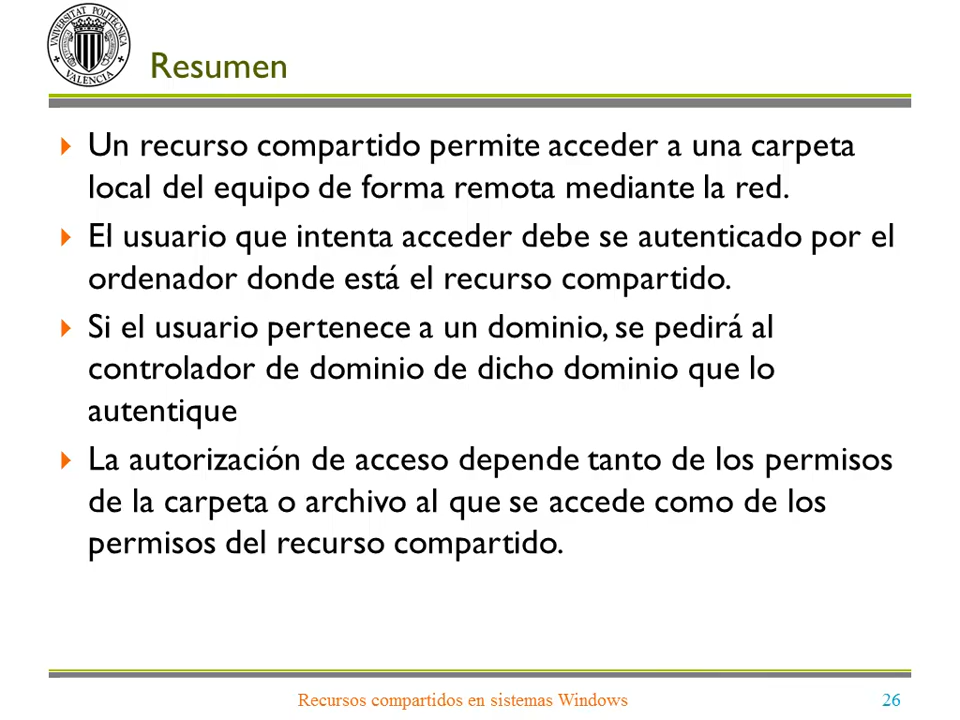 UNIVERSITAT POLITECNICA
VALENCIA
Resumen
Un recurso compartido permite acceder a una carpeta
local del equipo de forma remota mediante la red.
El usuario que intenta acceder debe se autenticado por el
ordenador donde está el recurso compartido.
Si el usuario pertenece a un dominio, se pedirá al
controlador de dominio de dicho dominio que lo
autentique
La autorización de acceso depende tanto de los permisos
de la carpeta o archivo al que se accede como de los
permisos del recurso compartido.
Recursos compartidos en sistemas Windows
26